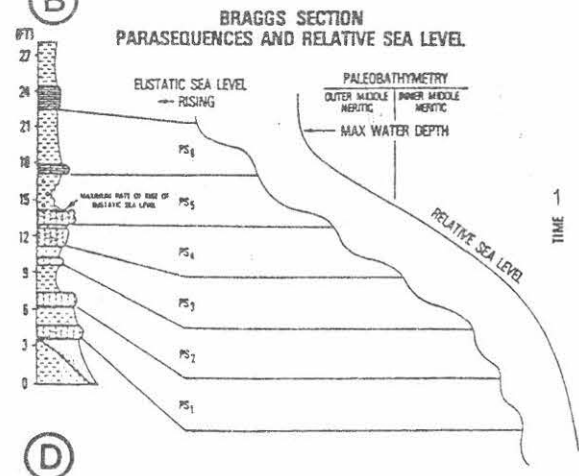 B
BRAGGS SECTION
PARASEQUENCES AND RELATIVE SEA LEVEL
(FT)
27
24
21
18
15
12
9
6
3
0
EUSTATIC SEA LEVEL
RISING
PALEOBATHYMETRY
OUTER MIDDLE
NERITIC
INNER MIDDLE
NERITIC
MAX WATER DEPTH
MAXIMUM RATE OF RISE OF
EUSTATIC SEA LEVEL
PS6
PS5
PS4
PS3
PS2
PS1
RELATIVE SEA LEVEL
TIME
1
D